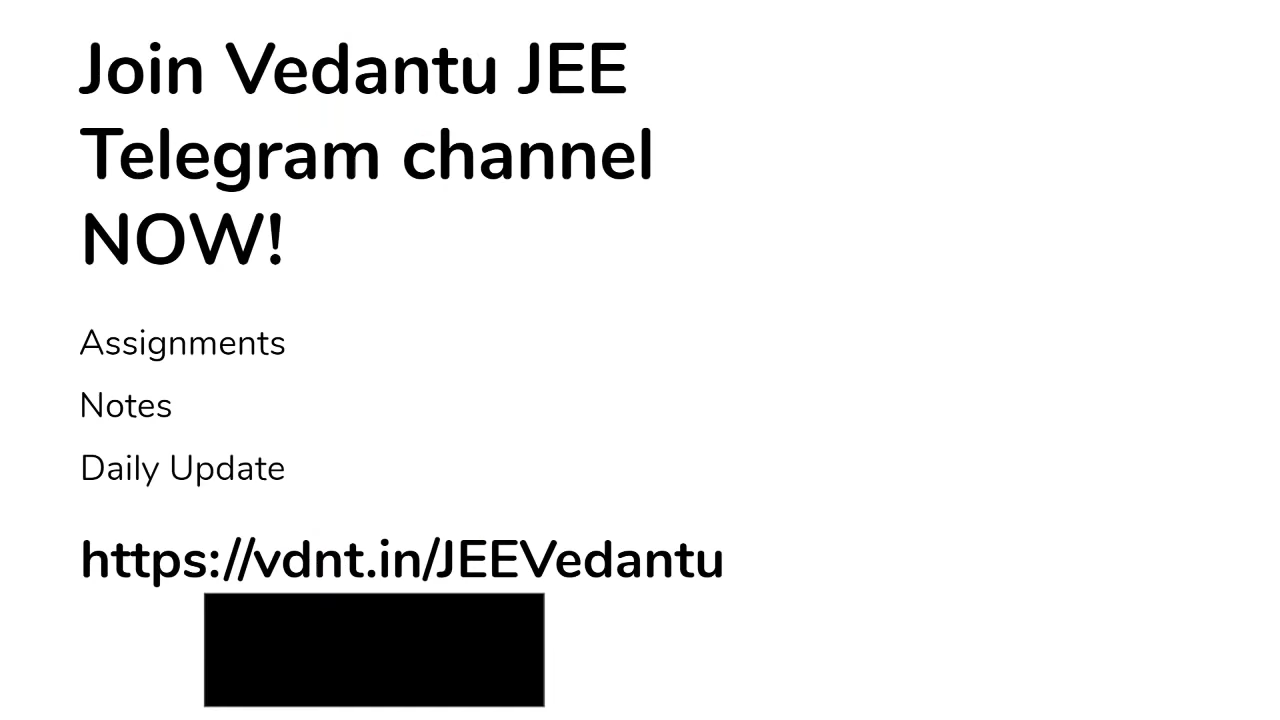 Join Vedantu JEE
Telegram channel
NOW!
Assignments
Notes
Daily Update
https://vdnt.in/JEEVedantu